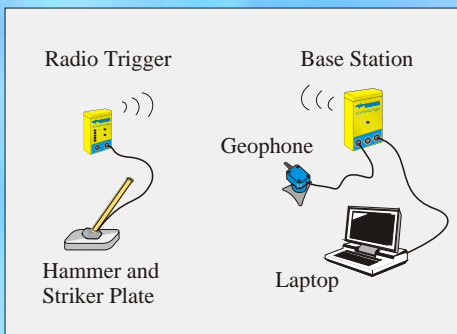 Radio Trigger
Base Station
Geophone
Hammer and
Striker Plate
Laptop